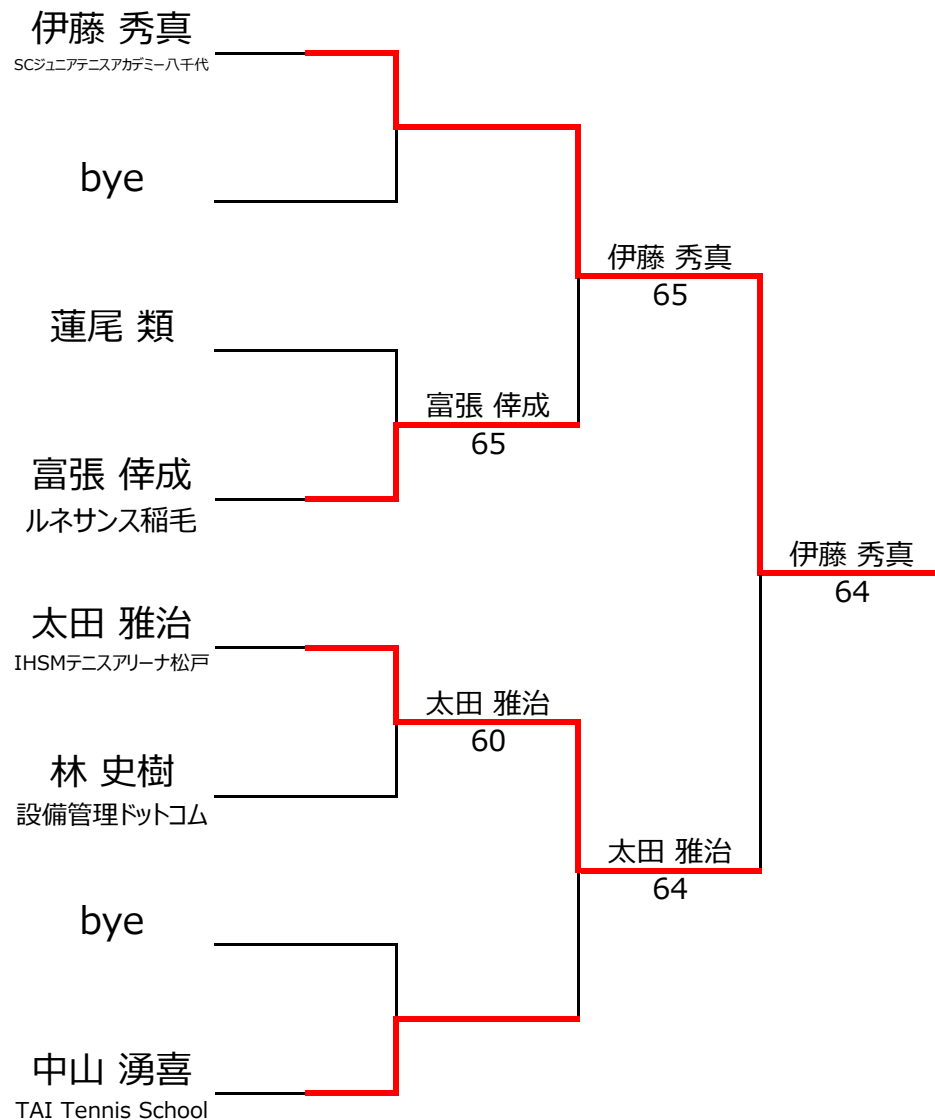 伊藤 秀真
SCジュニアテニスアカデミー八千代
bye
蓮尾 類
富張 倖成
ルネサンス稲毛
太田 雅治
IHSMテニスアリーナ松戸
林 史樹
設備管理ドットコム
bye
中山 湧喜
TAI Tennis School
富張 倖成
65
太田 雅治
60
伊藤 秀真
65
太田 雅治
64
伊藤 秀真
64